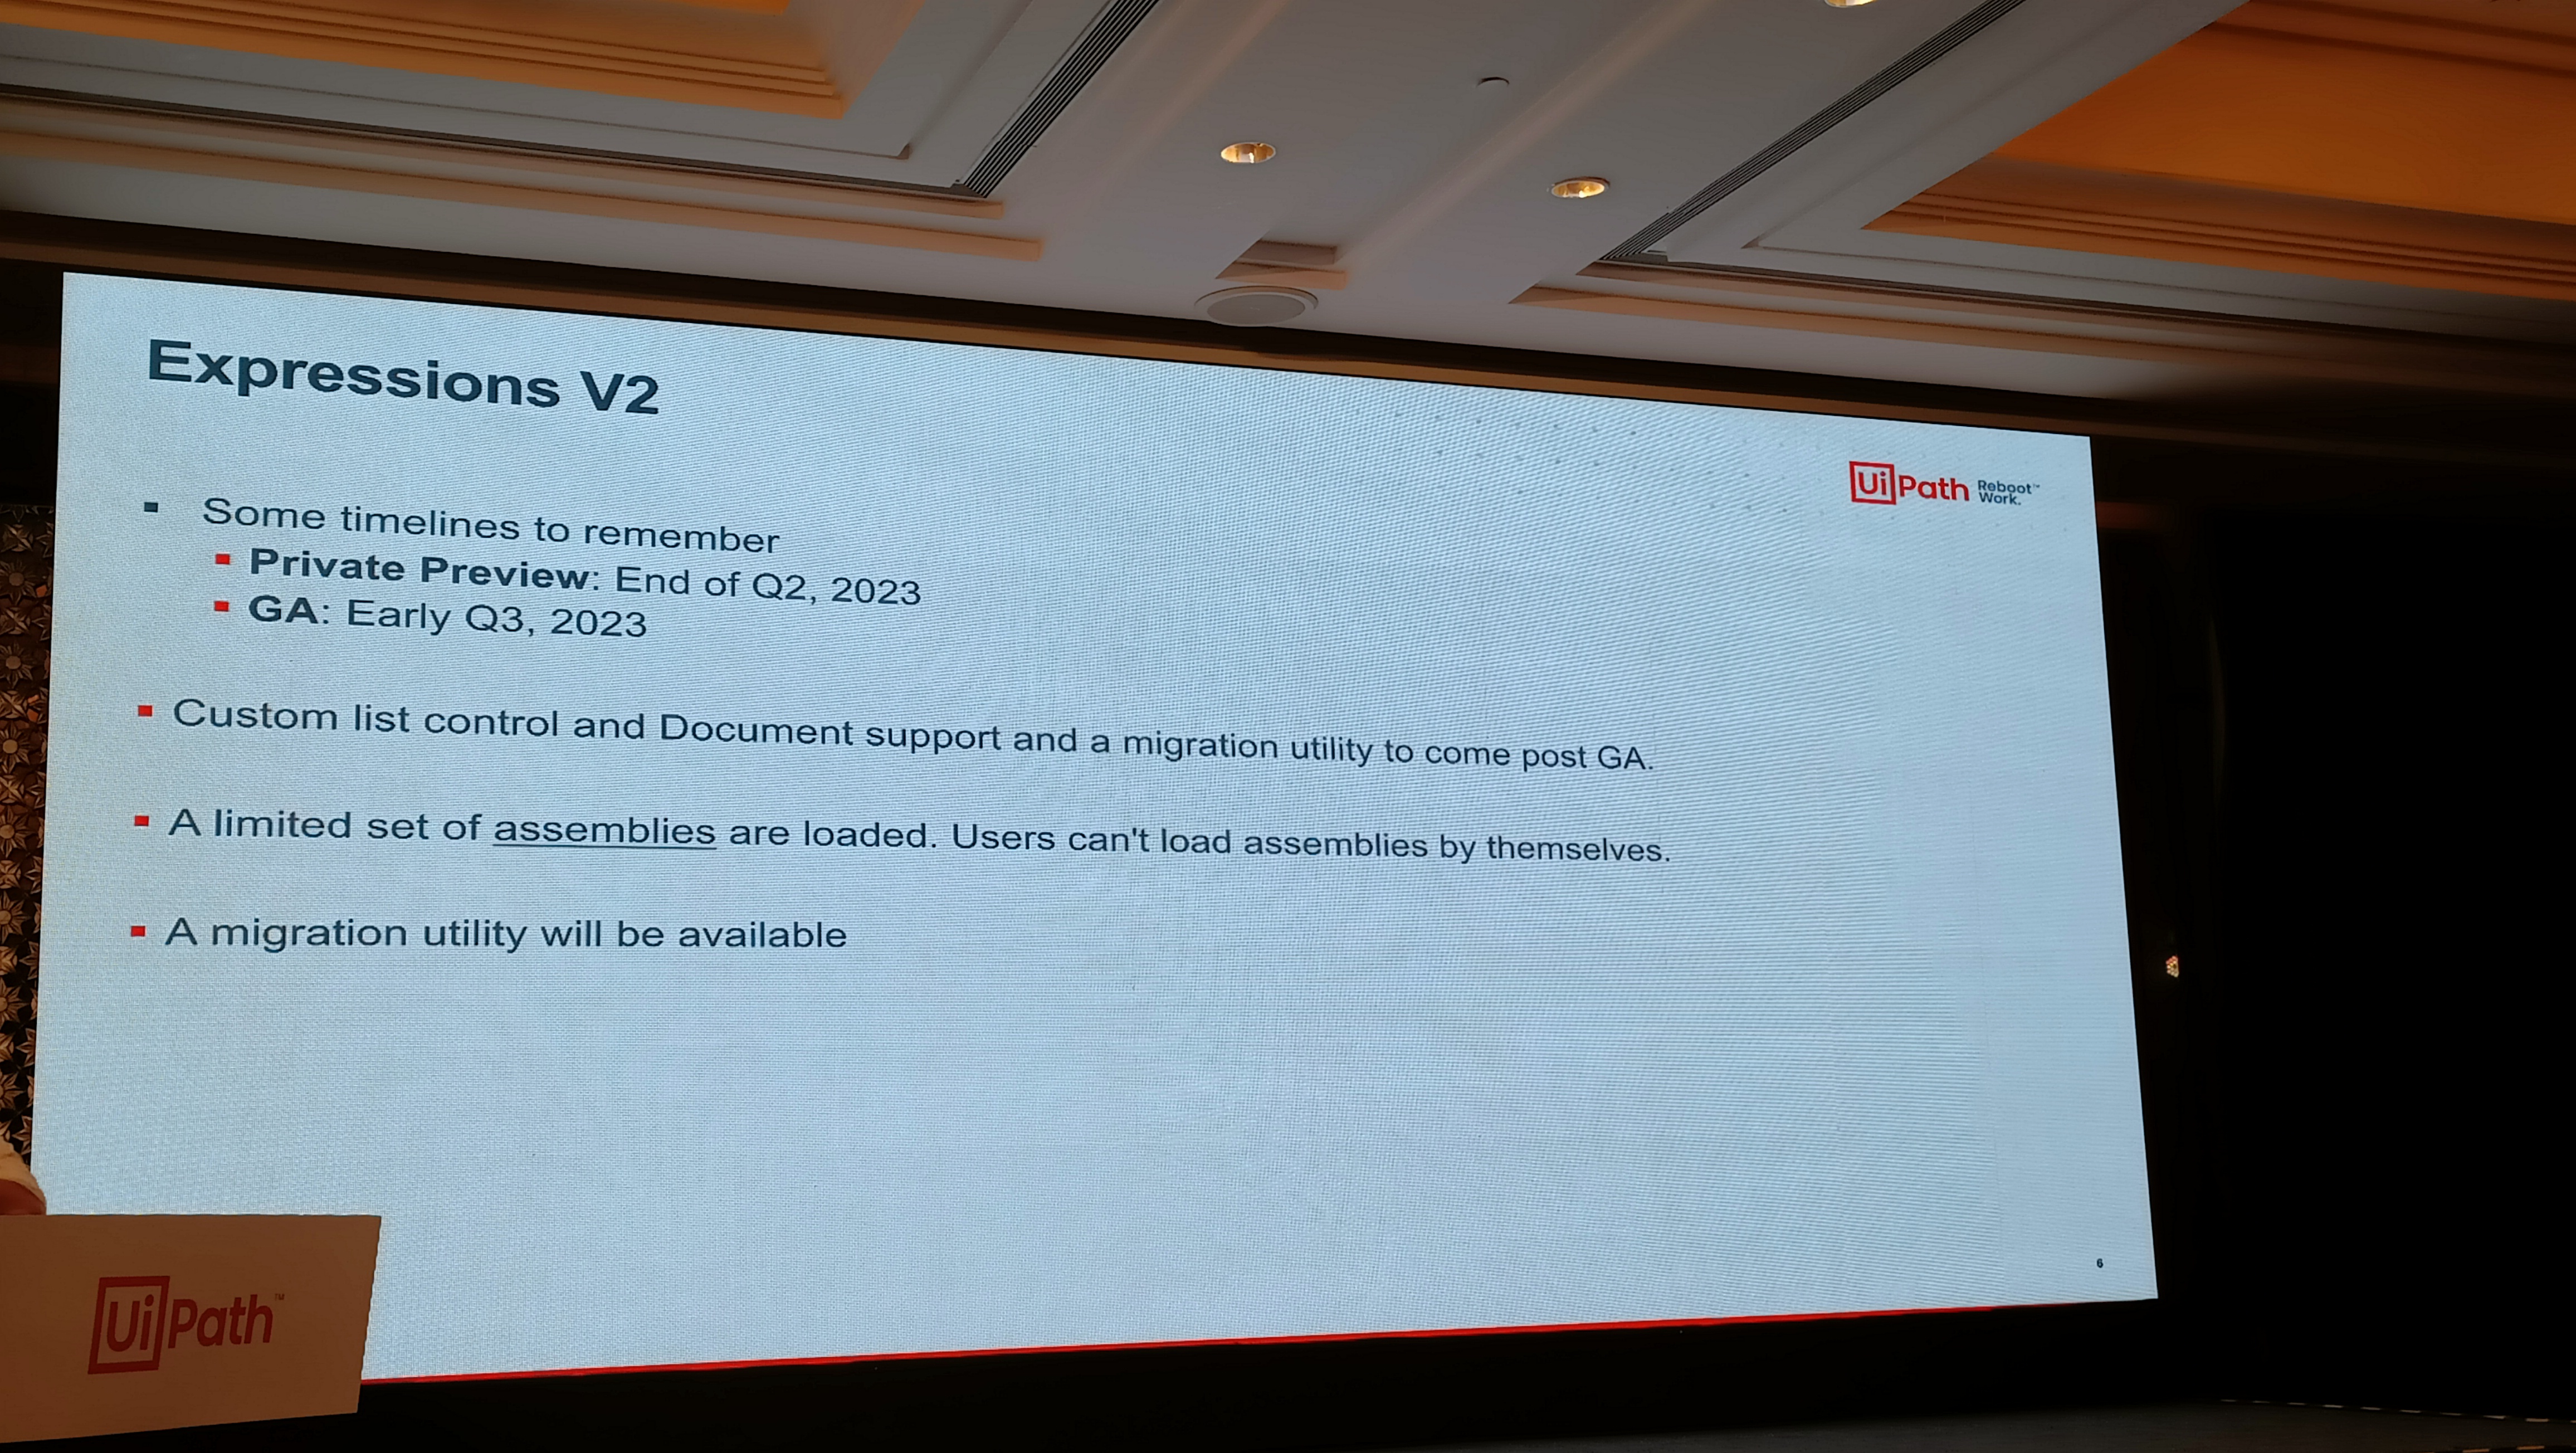 Expressions V2
UiPath Reboot™ Work.
▪ Some timelines to remember
▪ Private Preview: End of Q2, 2023
▪ GA: Early Q3, 2023
▪ Custom list control and Document support and a migration utility to come post GA.
▪ A limited set of assemblies are loaded. Users can't load assemblies by themselves.
▪ A migration utility will be available
6
UiPath™